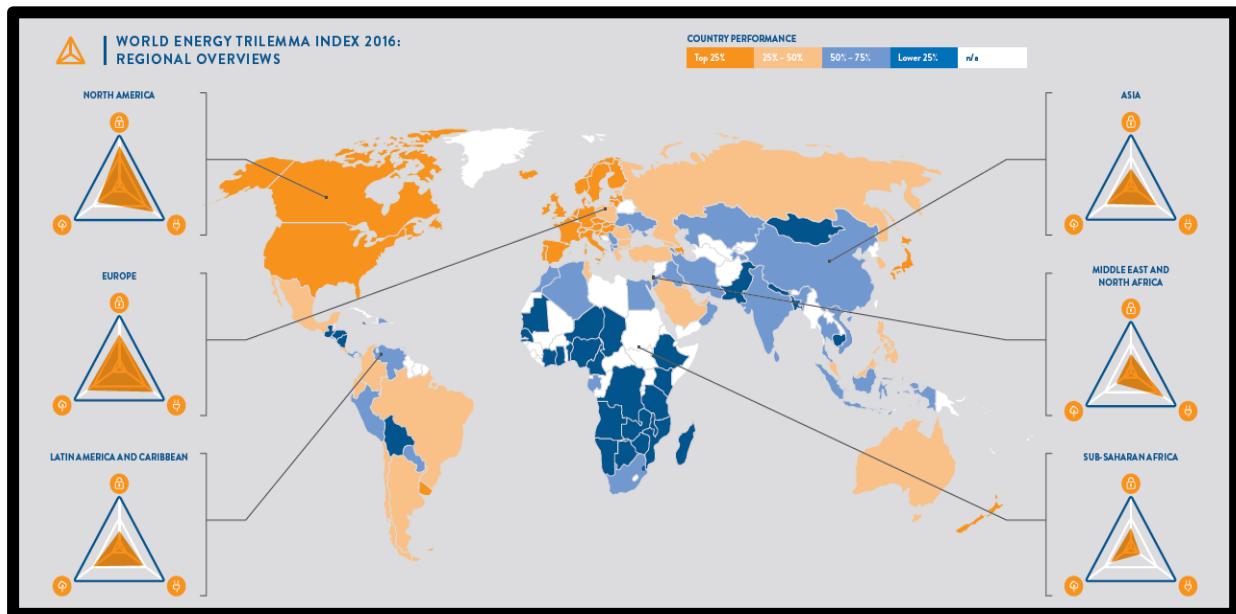 WORLD ENERGY TRILEMMA INDEX 2016:
REGIONAL OVERVIEWS
COUNTRY PERFORMANCE
Top 25%
25% – 50%
50% – 75%
Lower 25%
n/a
NORTH AMERICA
EUROPE
LATIN AMERICA AND CARIBBEAN
ASIA
MIDDLE EAST AND
NORTH AFRICA
SUB-SAHARAN AFRICA